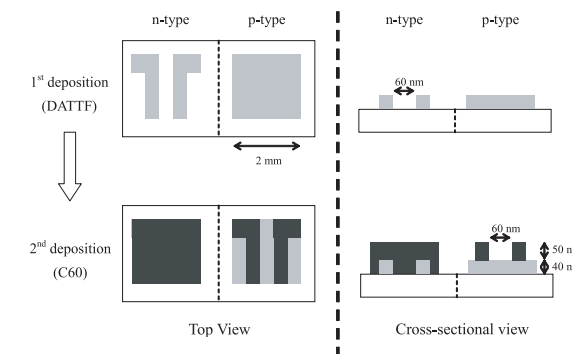 n-type
p-type
n-type
p-type
1st deposition
(DATTF)
60 nm
2 mm
2nd deposition
(C60)
60 nm
50 n
40 n
Top View
Cross-sectional view